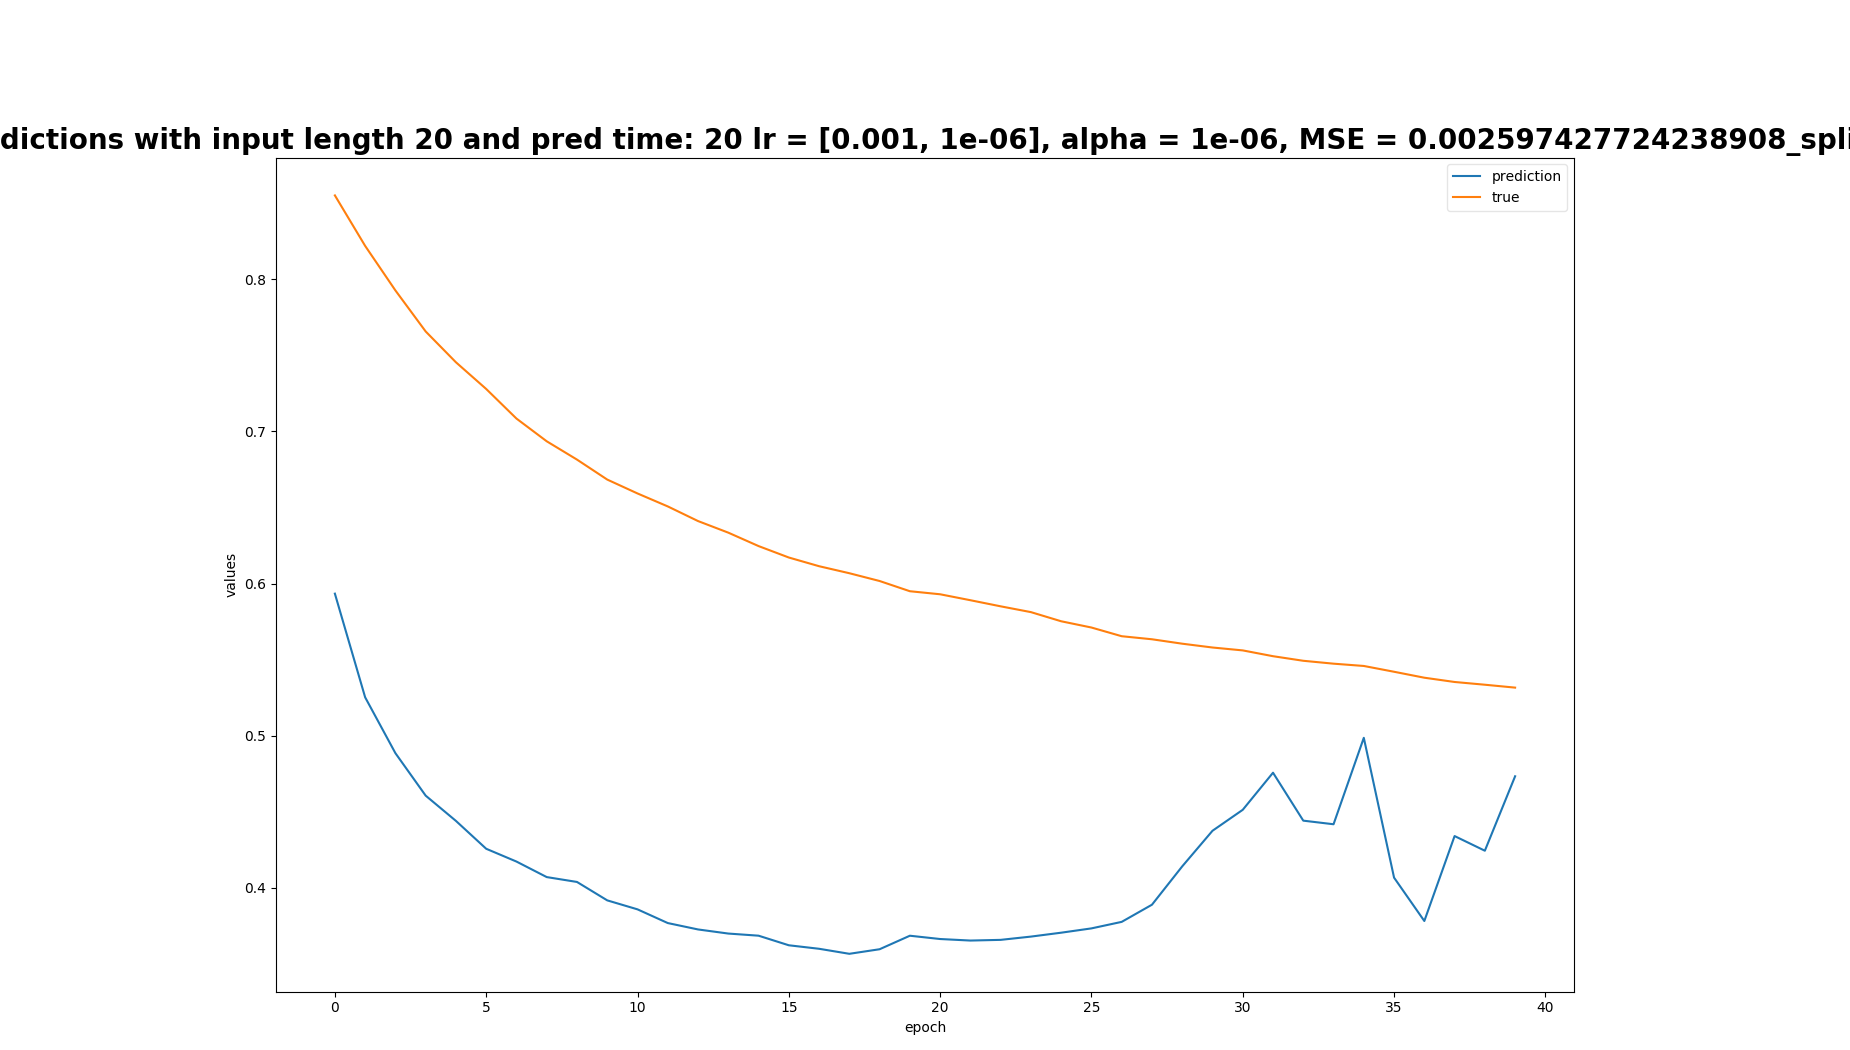 dictions with input length 20 and pred time: 20 lr = [0.001, 1e-06], alpha = 1e-06, MSE = 0.002597427724238908_spli
prediction
true
0.8
0.7
0.6
0.5
0.4
values
0 5 10 15 20 25 30 35 40
epoch